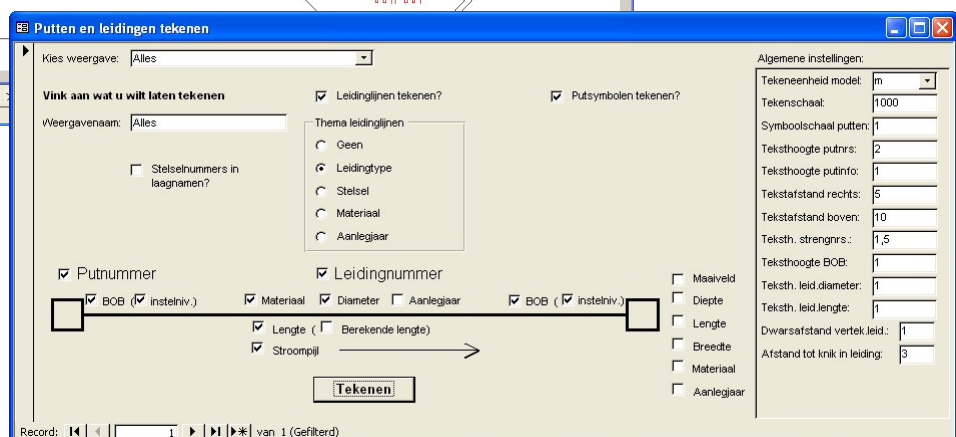 Putten en leidingen tekenen
Kies weergave: Alles
Vink aan wat u wilt laten tekenen
Leidinglijnen tekenen?
Putsymbolen tekenen?
Weergavenaam: Alles
Stelselnummers in
laagnamen?
Thema leidinglijnen
Geen
Leidingtype
Stelsel
Materiaal
Aanlegjaar
Putnummer
Leidingnummer
BOB ( instelniv.)
Materiaal
Diameter
Aanlegjaar
BOB ( instelniv.)
Lengte ( Berekende lengte)
Stroompijl
Maaiveld
Diepte
Lengte
Breedte
Materiaal
Aanlegjaar
Tekenen
Algemene instellingen:
Tekeneenheid model: m
Tekenschaal: 1000
Symboolschaal putten: 1
Teksthoogte putnrs: 2
Teksthoogte putinfo: 1
Tekstafstand rechts: 5
Tekstafstand boven: 10
Teksth. strengnrs.: 1,5
Teksthoogte BOB: 1
Teksth. leid.diameter: 1
Teksth. leid.lengte: 1
Dwarsafstand vertek.leid.: 1
Afstand tot knik in leiding: 3
Record: 1 van 1 (Gefilterd)